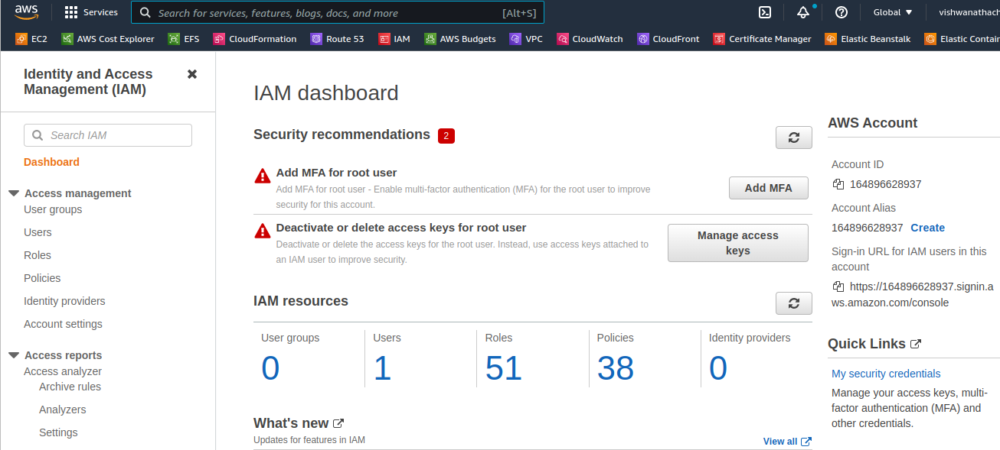 aws
Services
Search for services, features, blogs, docs, and more
[Alt+S]
Global
vishwanathach
EC2
AWS Cost Explorer
EFS
CloudFormation
Route 53
IAM
AWS Budgets
VPC
CloudWatch
CloudFront
Certificate Manager
Elastic Beanstalk
Elastic Contain
Identity and Access
Management (IAM)
Search IAM
Dashboard
Access management
User groups
Users
Roles
Policies
Identity providers
Account settings
Access reports
Access analyzer
Archive rules
Analyzers
Settings
IAM dashboard
Security recommendations 2
Add MFA for root user
Add MFA for root user - Enable multi-factor authentication (MFA) for the root user to improve
security for this account.
Add MFA
Deactivate or delete access keys for root user
Deactivate or delete the access keys for the root user. Instead, use access keys attached to
an IAM user to improve security.
Manage access
keys
IAM resources
User groups
0
Users
1
Roles
51
Policies
38
Identity providers
0
What's new
Updates for features in IAM
View all
AWS Account
Account ID
164896628937
Account Alias
164896628937 Create
Sign-in URL for IAM users in this
account
https://164896628937.signin.a
ws.amazon.com/console
Quick Links
My security credentials
Manage your access keys, multi-
factor authentication (MFA) and
other credentials.